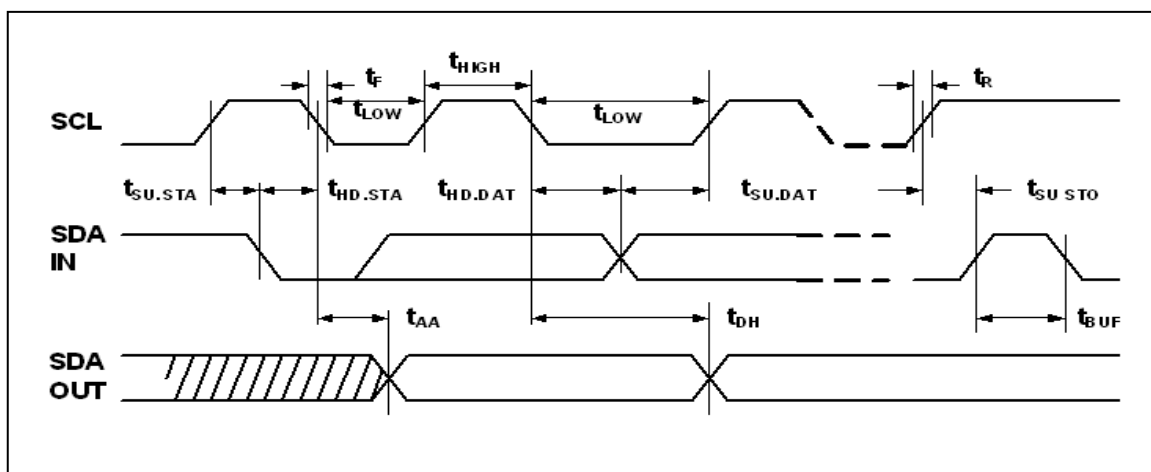 tF
tHIGH
tR
SCL
tLOW
tLOW
tSU.STA
tHD.STA
tHD.DAT
tSU.DAT
tSU STO
SDA
IN
tAA
tDH
tBUF
SDA
OUT